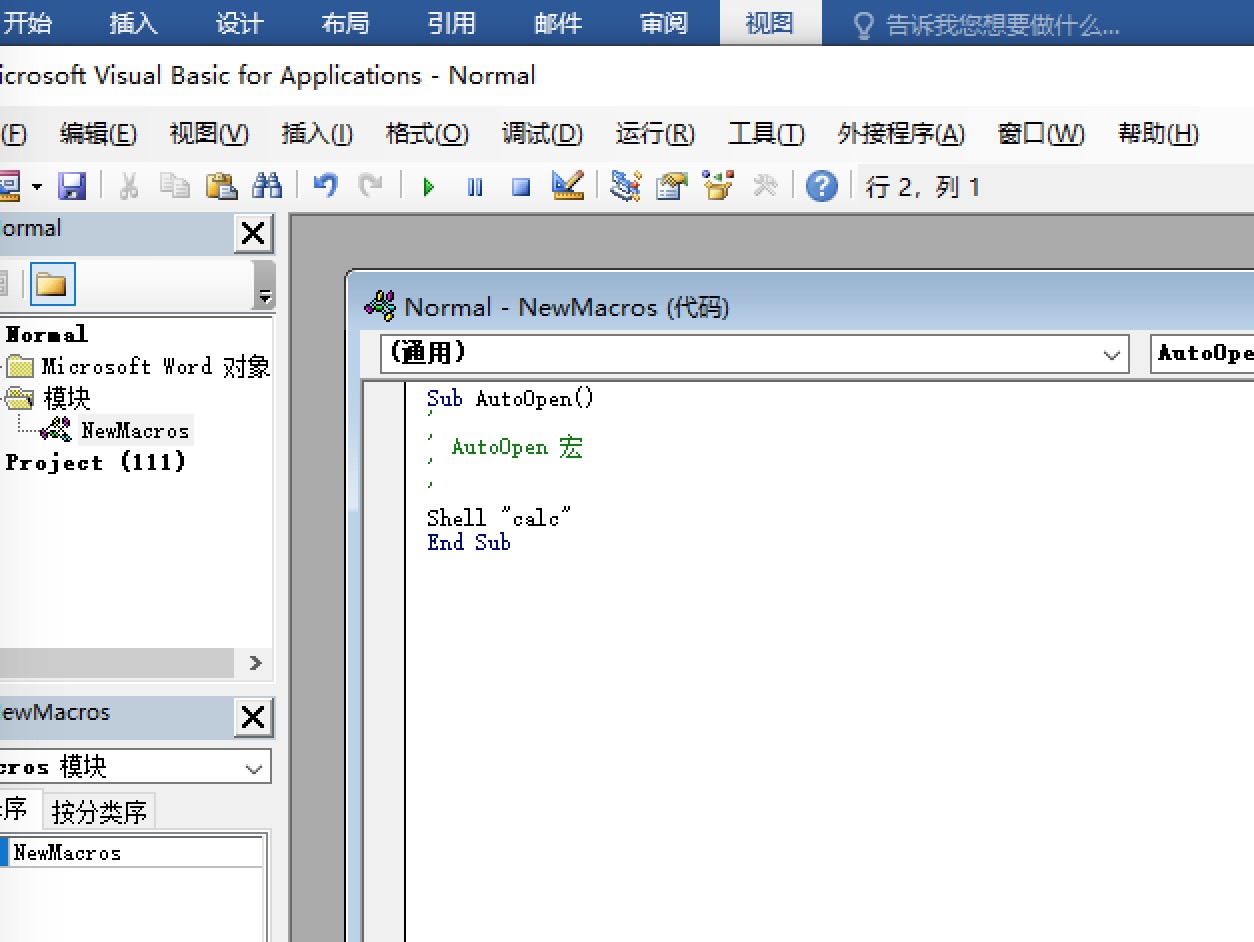 开始 插入 设计 布局 引用 邮件 审阅 视图 告诉我您想要做什么...
icrosoft Visual Basic for Applications - Normal
(F) 编辑(E) 视图(V) 插入(I) 格式(O) 调试(D) 运行(R) 工具(T) 外接程序(A) 窗口(W) 帮助(H)
行 2，列 1
ormal
Normal
Microsoft Word 对象
模块
NewMacros
Project (111)
Normal - NewMacros (代码)
(通用) AutoOpe
Sub AutoOpen()
'
' AutoOpen 宏
'
'
Shell "calc"
End Sub
ewMacros
cros 模块
序 按分类序
NewMacros